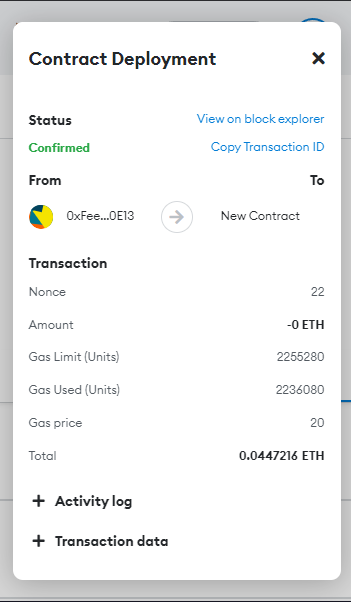 Contract Deployment
Status View on block explorer
Confirmed Copy Transaction ID
From To
0xFee...0E13 New Contract
Transaction
Nonce 22
Amount -0 ETH
Gas Limit (Units) 2255280
Gas Used (Units) 2236080
Gas price 20
Total 0.0447216 ETH
Activity log
Transaction data